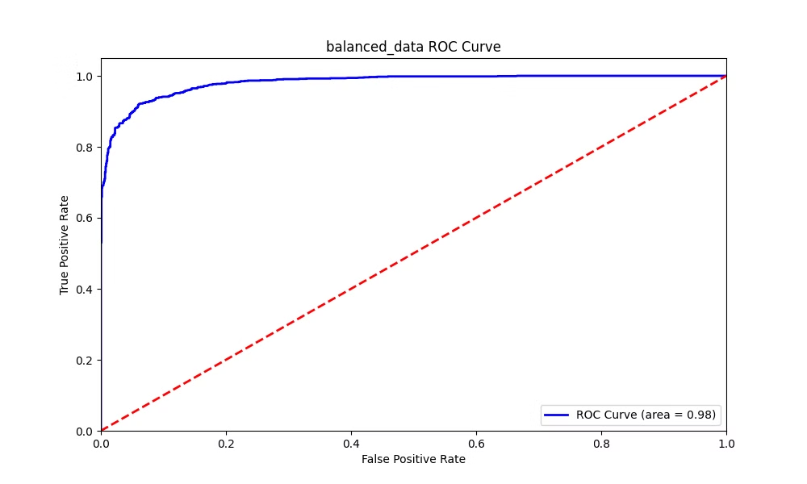 balanced_data ROC Curve
1.0
0.8
0.6
0.4
0.2
0.0
True Positive Rate
ROC Curve (area = 0.98)
0.0 0.2 0.4 0.6 0.8 1.0
False Positive Rate